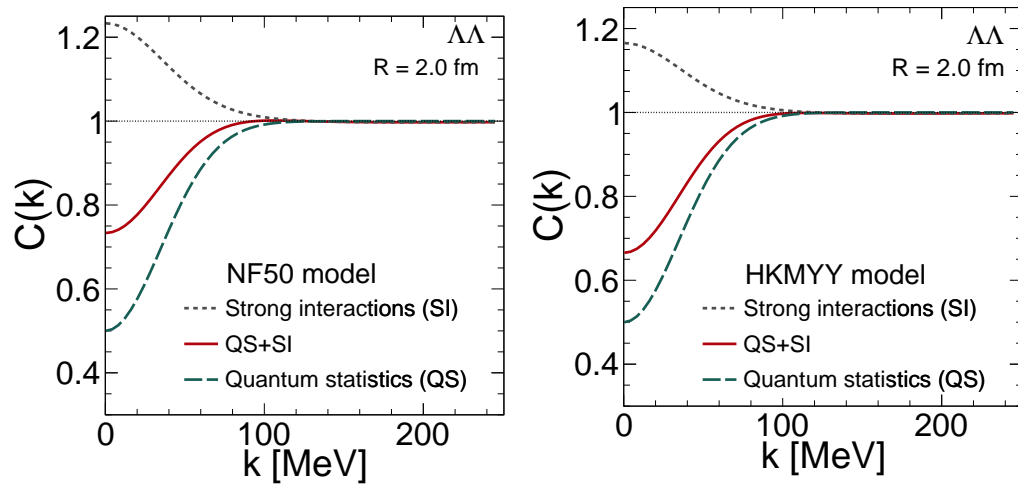 1.2
1
0.8
0.6
0.4
C(k)
ΛΛ
R = 2.0 fm
NF50 model
Strong interactions (SI)
QS+SI
Quantum statistics (QS)
0 100 200
k [MeV]
1.2
1
0.8
0.6
0.4
C(k)
ΛΛ
R = 2.0 fm
HKMYY model
Strong interactions (SI)
QS+SI
Quantum statistics (QS)
0 100 200
k [MeV]